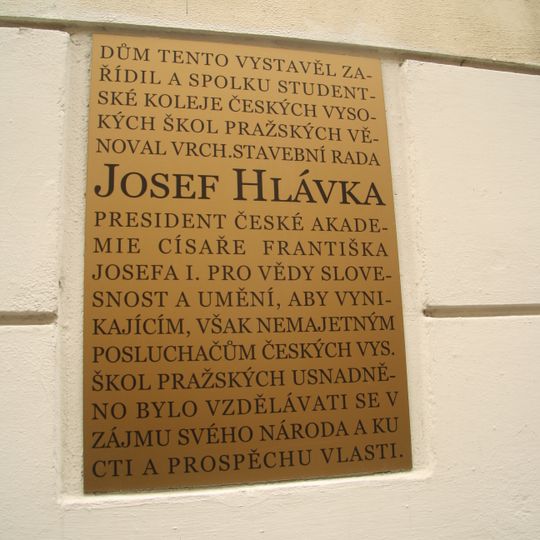 DŮM TENTO VYSTAVĚL ZA-
ŘÍDIL A SPOLKU STUDENT-
SKÉ KOLEJE ČESKÝCH VYSO-
KÝCH ŠKOL PRAŽSKÝCH VĚ-
NOVAL VRCH.STAVEBNÍ RADA
JOSEF HLÁVKA
PRESIDENT ČESKÉ AKADE-
MIE CÍSAŘE FRANTIŠKA
JOSEFA I. PRO VĚDY SLOVE-
SNOST A UMĚNÍ, ABY VYNI-
KAJÍCÍM, VŠAK NEMAJETNÝM
POSLUCHAČŮM ČESKÝCH VYS.
ŠKOL PRAŽSKÝCH USNADNĚ-
NO BYLO VZDĚLÁVATI SE V
ZÁJMU SVÉHO NÁRODA A KU
CTI A PROSPĚCHU VLASTI.